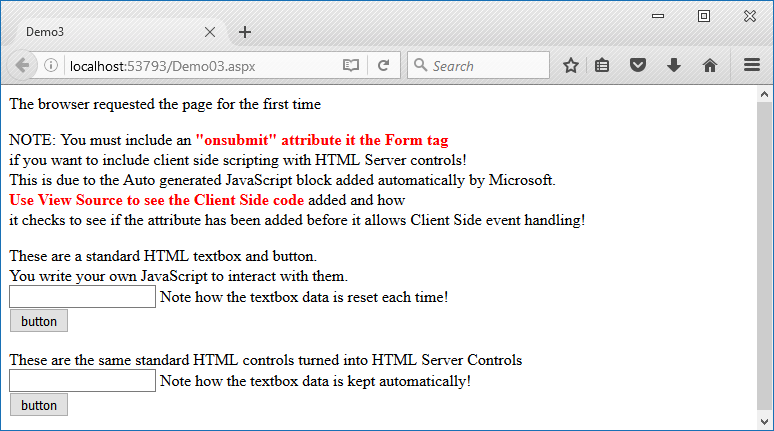 Demo3
localhost:53793/Demo03.aspx
Search
The browser requested the page for the first time
NOTE: You must include an "onsubmit" attribute it the Form tag
if you want to include client side scripting with HTML Server controls!
This is due to the Auto generated JavaScript block added automatically by Microsoft.
Use View Source to see the Client Side code added and how
it checks to see if the attribute has been added before it allows Client Side event handling!
These are a standard HTML textbox and button.
You write your own JavaScript to interact with them.
Note how the textbox data is reset each time!
button
These are the same standard HTML controls turned into HTML Server Controls
Note how the textbox data is kept automatically!
button